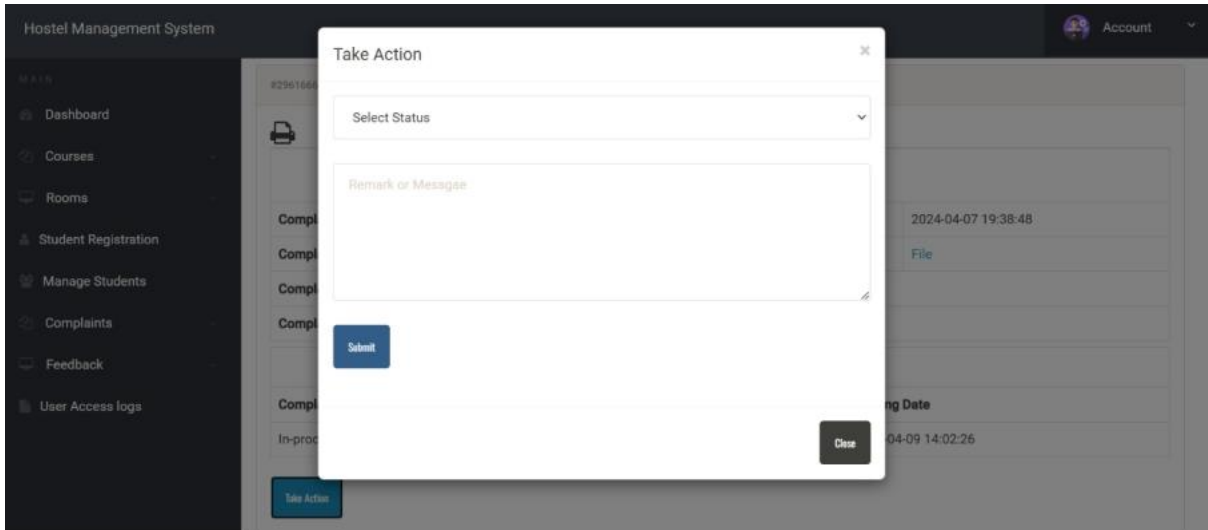 Hostel Management System
Account
Take Action
×
MAIN
#2961666
Dashboard
Select Status
Courses
Remark or Messgae
Rooms
Compl
2024-04-07 19:38:48
Student Registration
Compl
File
Manage Students
Compl
Complaints
Compl
Submit
Feedback
User Access logs
Compl
ng Date
In-proc
Close
04-09 14:02:26
Take Action